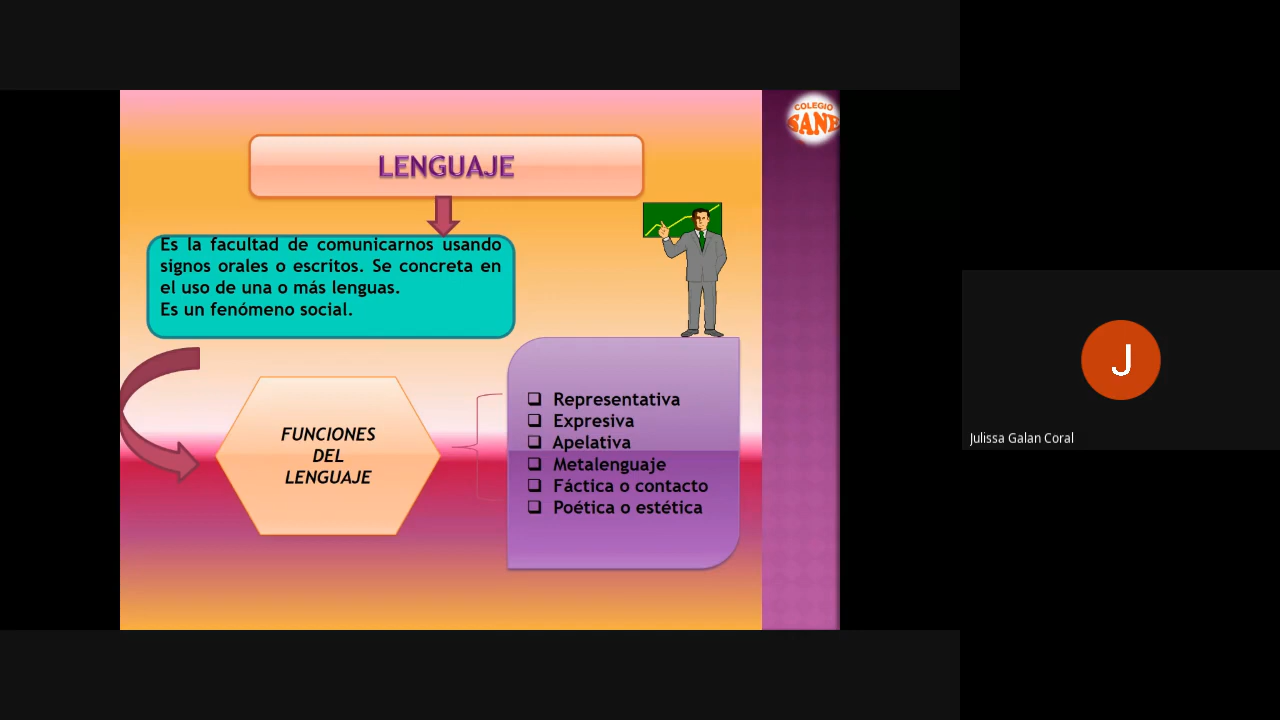 COLEGIO
SANE
LENGUAJE
Es la facultad de comunicarnos usando
signos orales o escritos. Se concreta en
el uso de una o más lenguas.
Es un fenómeno social.
FUNCIONES
DEL
LENGUAJE
Representativa
Expresiva
Apelativa
Metalenguaje
Fáctica o contacto
Poética o estética
J
Julissa Galan Coral